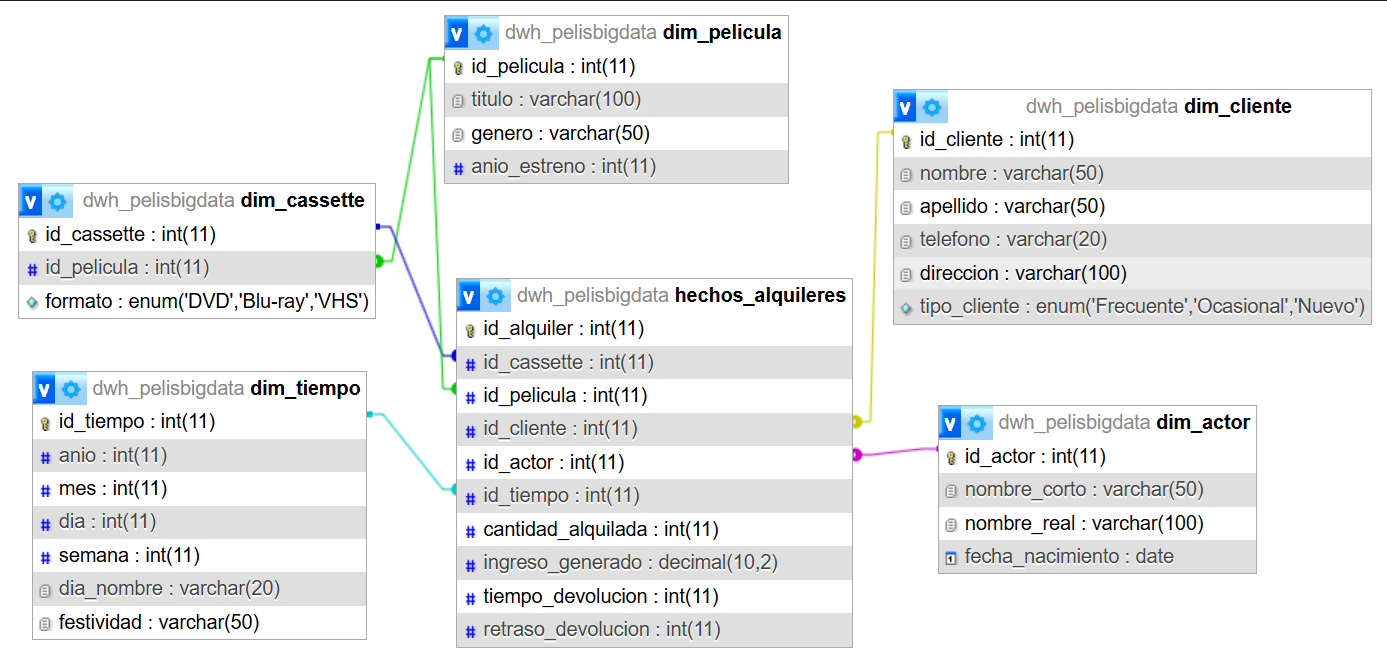 dwh_pelisbigdata dim_pelicula
id_pelicula : int(11)
titulo : varchar(100)
genero : varchar(50)
anio_estreno : int(11)
dwh_pelisbigdata dim_cliente
id_cliente : int(11)
nombre : varchar(50)
apellido : varchar(50)
telefono : varchar(20)
direccion : varchar(100)
tipo_cliente : enum('Frecuente','Ocasional','Nuevo')
dwh_pelisbigdata dim_cassette
id_cassette : int(11)
id_pelicula : int(11)
formato : enum('DVD','Blu-ray','VHS')
dwh_pelisbigdata hechos_alquileres
id_alquiler : int(11)
id_cassette : int(11)
id_pelicula : int(11)
id_cliente : int(11)
id_actor : int(11)
id_tiempo : int(11)
cantidad_alquilada : int(11)
ingreso_generado : decimal(10,2)
tiempo_devolucion : int(11)
retraso_devolucion : int(11)
dwh_pelisbigdata dim_tiempo
id_tiempo : int(11)
anio : int(11)
mes : int(11)
dia : int(11)
semana : int(11)
dia_nombre : varchar(20)
festividad : varchar(50)
dwh_pelisbigdata dim_actor
id_actor : int(11)
nombre_corto : varchar(50)
nombre_real : varchar(100)
fecha_nacimiento : date